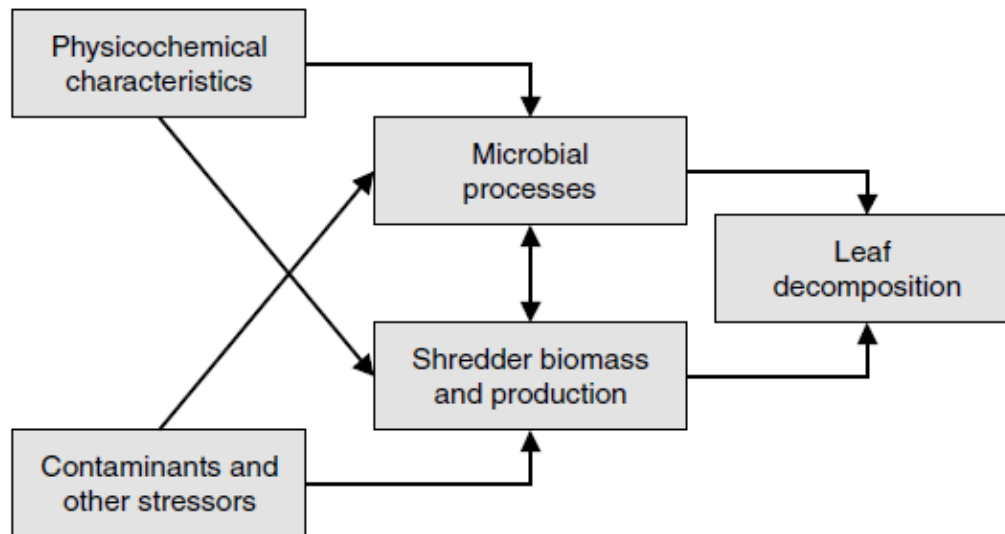 Physicochemical
characteristics
Microbial
processes
Leaf
decomposition
Shredder biomass
and production
Contaminants and
other stressors